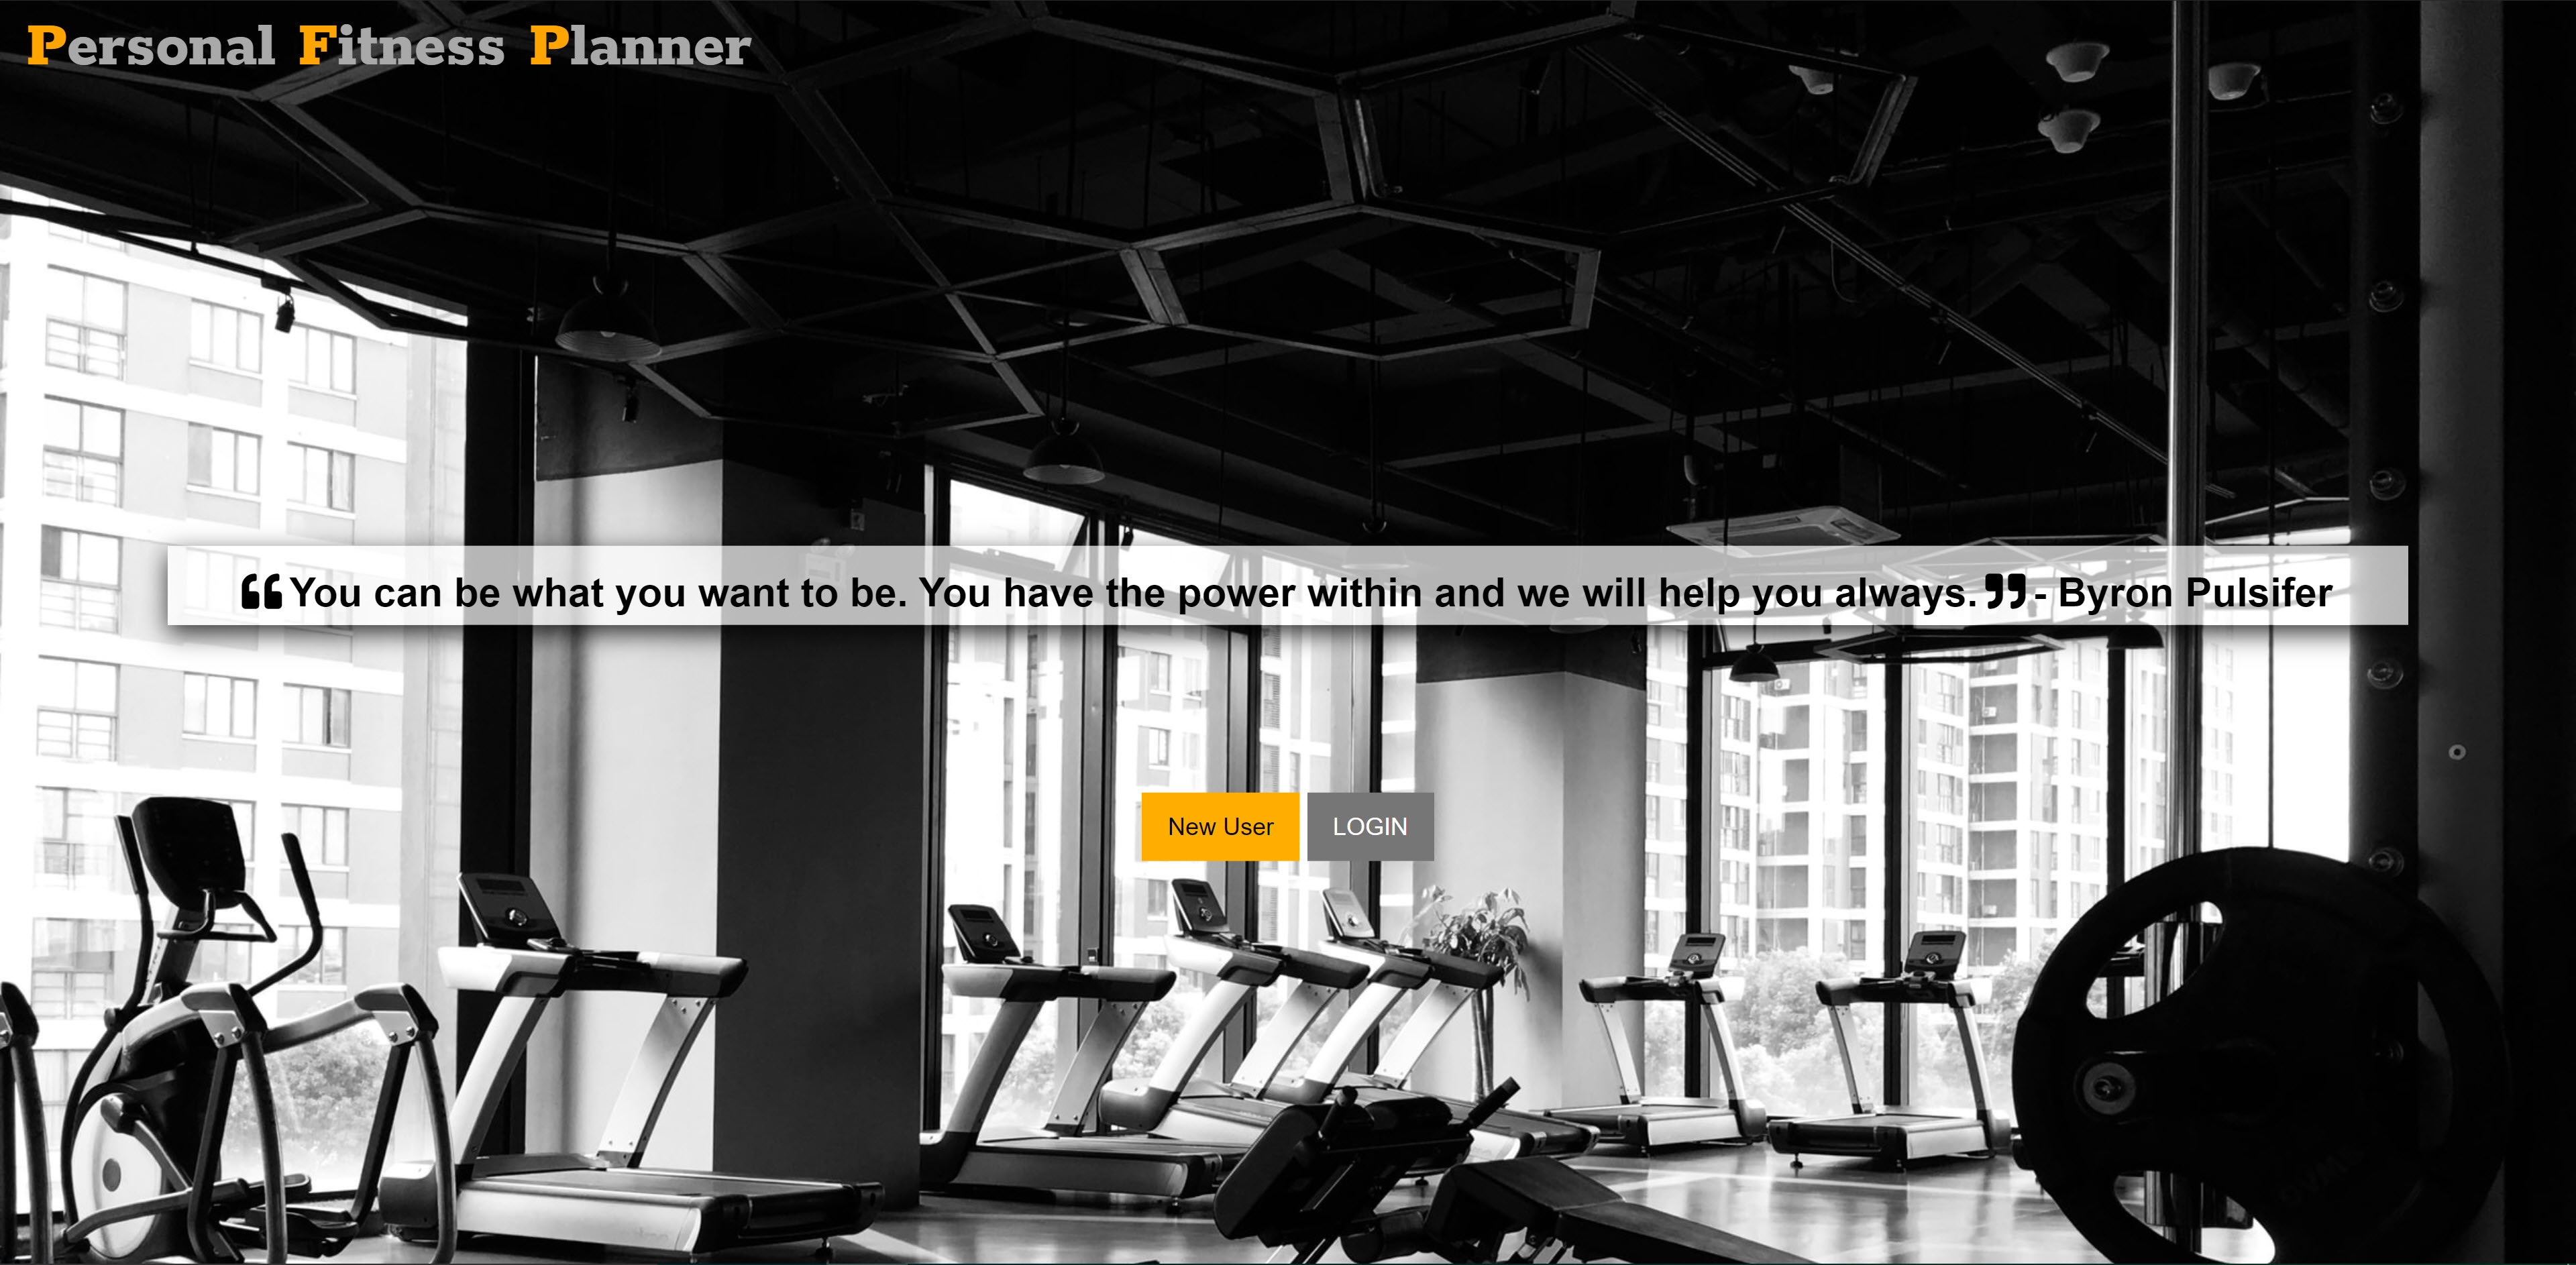 Personal Fitness Planner
❝You can be what you want to be. You have the power within and we will help you always.❞- Byron Pulsifer
New User
LOGIN